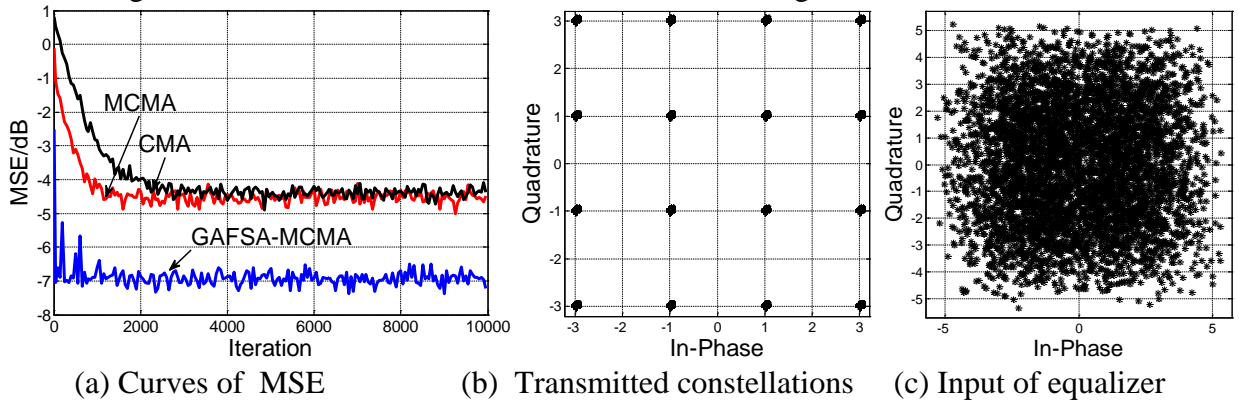 MSE/dB
1
0
-1
-2
-3
-4
-5
-6
-7
-8
MCMA
CMA
GAFSA-MCMA
0 2000 4000 6000 8000 10000
Iteration
(a) Curves of MSE
Quadrature
3
2
1
0
-1
-2
-3
-3 -2 -1 0 1 2 3
In-Phase
(b) Transmitted constellations
Quadrature
5
4
3
2
1
0
-1
-2
-3
-4
-5
-5 0 5
In-Phase
(c) Input of equalizer